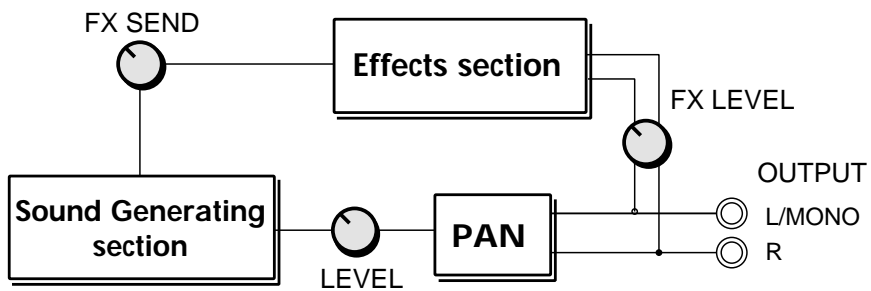 FX SEND
Effects section
FX LEVEL
OUTPUT
Sound Generating
section
LEVEL
PAN
L/MONO
R